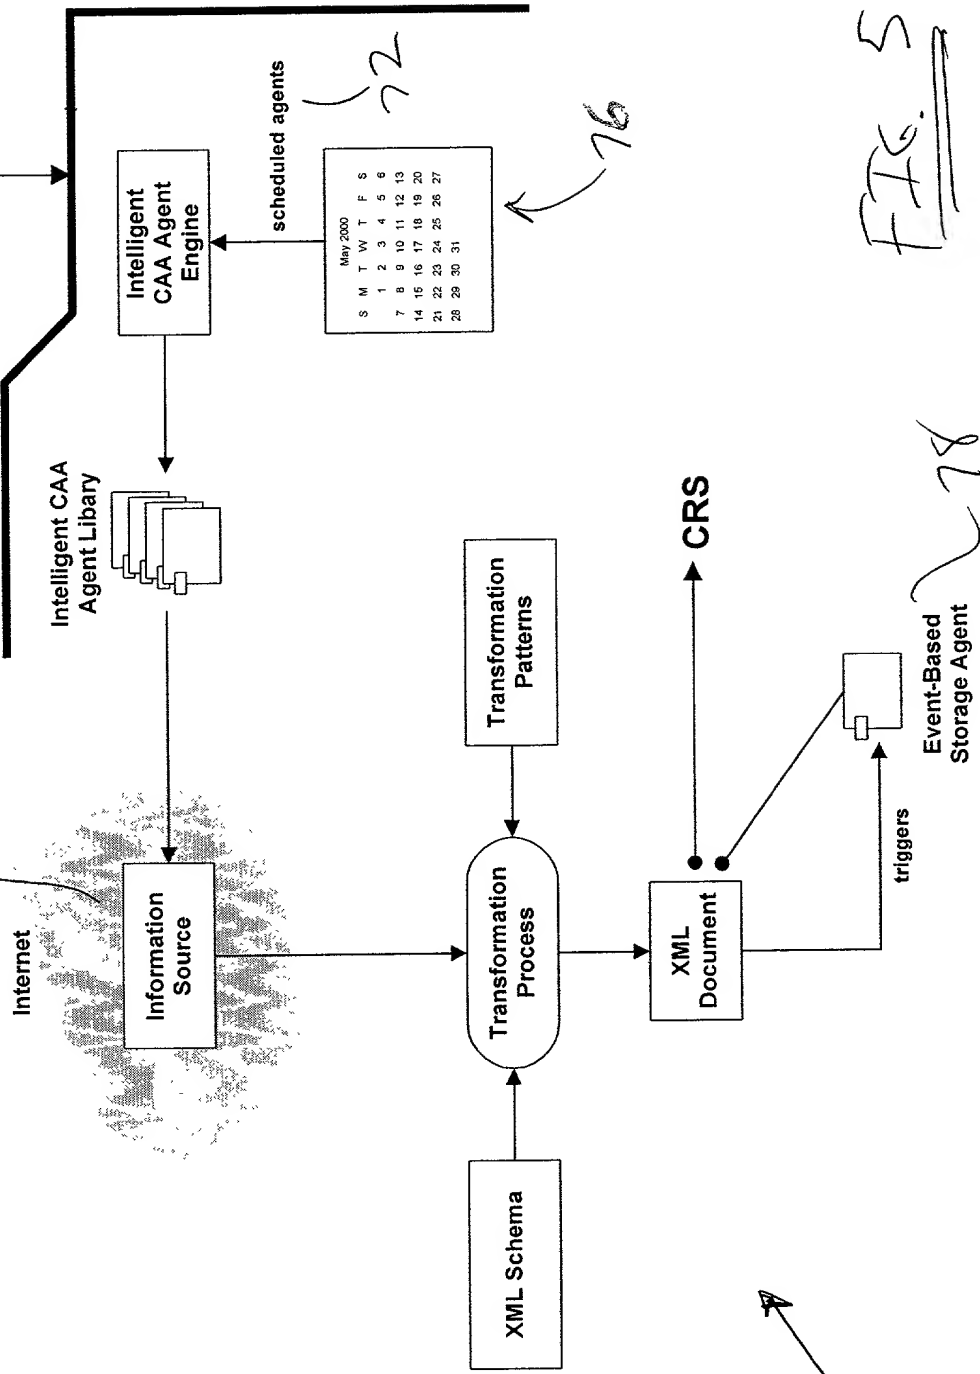 Internet
Information
Source
Intelligent CAA
Agent Libary
Intelligent
CAA Agent
Engine
scheduled agents
72
May 2000
S M T W T F S
1 2 3 4 5 6
7 8 9 10 11 12 13
14 15 16 17 18 19 20
21 22 23 24 25 26 27
28 29 30 31
76
XML Schema
Transformation
Process
Transformation
Patterns
XML
Document
CRS
triggers
Event-Based
Storage Agent
78
FIG. 5